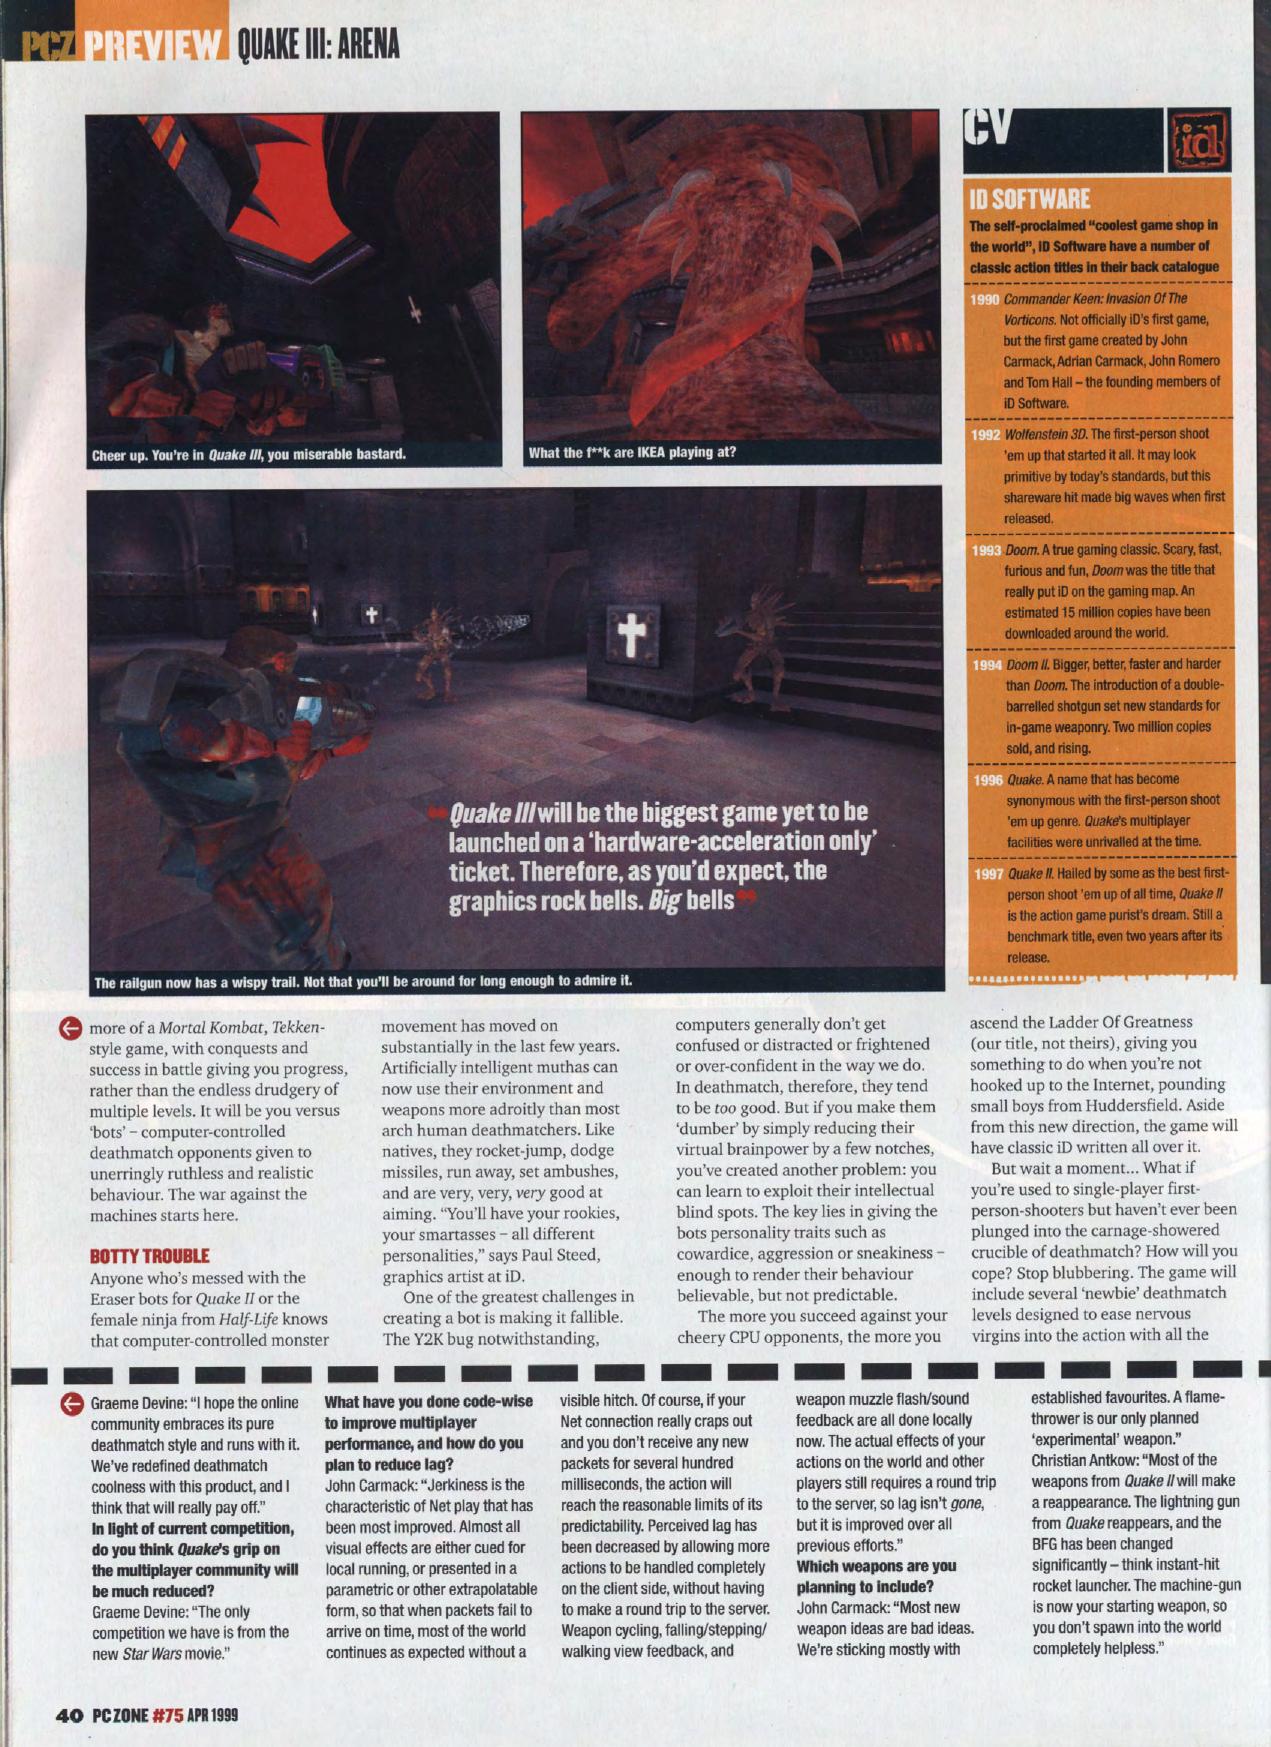 PCZ PREVIEW QUAKE III: ARENA
Cheer up. You're in Quake III, you miserable bastard.
What the f**k are IKEA playing at?
“Quake III will be the biggest game yet to be
launched on a ‘hardware-acceleration only’
ticket. Therefore, as you'd expect, the
graphics rock bells. Big bells”
The railgun now has a wispy trail. Not that you'll be around for long enough to admire it.
CV
id
ID SOFTWARE
The self-proclaimed “coolest game shop in
the world”, ID Software have a number of
classic action titles in their back catalogue
1990 Commander Keen: Invasion Of The
Vorticons. Not officially iD's first game,
but the first game created by John
Carmack, Adrian Carmack, John Romero
and Tom Hall – the founding members of
iD Software.
1992 Wolfenstein 3D. The first-person shoot
'em up that started it all. It may look
primitive by today's standards, but this
shareware hit made big waves when first
released.
1993 Doom. A true gaming classic. Scary, fast,
furious and fun, Doom was the title that
really put iD on the gaming map. An
estimated 15 million copies have been
downloaded around the world.
1994 Doom II. Bigger, better, faster and harder
than Doom. The introduction of a double-
barrelled shotgun set new standards for
in-game weaponry. Two million copies
sold, and rising.
1996 Quake. A name that has become
synonymous with the first-person shoot
'em up genre. Quake's multiplayer
facilities were unrivalled at the time.
1997 Quake II. Hailed by some as the best first-
person shoot 'em up of all time, Quake II
is the action game purist's dream. Still a
benchmark title, even two years after its
release.
more of a Mortal Kombat, Tekken-
style game, with conquests and
success in battle giving you progress,
rather than the endless drudgery of
multiple levels. It will be you versus
‘bots’ – computer-controlled
deathmatch opponents given to
unerringly ruthless and realistic
behaviour. The war against the
machines starts here.
BOTTY TROUBLE
Anyone who's messed with the
Eraser bots for Quake II or the
female ninja from Half-Life knows
that computer-controlled monster
movement has moved on
substantially in the last few years.
Artificially intelligent muthas can
now use their environment and
weapons more adroitly than most
arch human deathmatchers. Like
natives, they rocket-jump, dodge
missiles, run away, set ambushes,
and are very, very, very good at
aiming. “You'll have your rookies,
your smartasses – all different
personalities,” says Paul Steed,
graphics artist at iD.
One of the greatest challenges in
creating a bot is making it fallible.
The Y2K bug notwithstanding,
computers generally don't get
confused or distracted or frightened
or over-confident in the way we do.
In deathmatch, therefore, they tend
to be too good. But if you make them
‘dumber’ by simply reducing their
virtual brainpower by a few notches,
you've created another problem: you
can learn to exploit their intellectual
blind spots. The key lies in giving the
bots personality traits such as
cowardice, aggression or sneakiness –
enough to render their behaviour
believable, but not predictable.
The more you succeed against your
cheery CPU opponents, the more you
ascend the Ladder Of Greatness
(our title, not theirs), giving you
something to do when you're not
hooked up to the Internet, pounding
small boys from Huddersfield. Aside
from this new direction, the game will
have classic iD written all over it.
But wait a moment... What if
you're used to single-player first-
person-shooters but haven't ever been
plunged into the carnage-showered
crucible of deathmatch? How will you
cope? Stop blubbering. The game will
include several ‘newbie’ deathmatch
levels designed to ease nervous
virgins into the action with all the
Graeme Devine: “I hope the online
community embraces its pure
deathmatch style and runs with it.
We've redefined deathmatch
coolness with this product, and I
think that will really pay off.”
In light of current competition,
do you think Quake's grip on
the multiplayer community will
be much reduced?
Graeme Devine: “The only
competition we have is from the
new Star Wars movie.”
What have you done code-wise
to improve multiplayer
performance, and how do you
plan to reduce lag?
John Carmack: “Jerkiness is the
characteristic of Net play that has
been most improved. Almost all
visual effects are either cued for
local running, or presented in a
parametric or other extrapolatable
form, so that when packets fail to
arrive on time, most of the world
continues as expected without a
visible hitch. Of course, if your
Net connection really craps out
and you don't receive any new
packets for several hundred
milliseconds, the action will
reach the reasonable limits of its
predictability. Perceived lag has
been decreased by allowing more
actions to be handled completely
on the client side, without having
to make a round trip to the server.
Weapon cycling, falling/stepping/
walking view feedback, and
weapon muzzle flash/sound
feedback are all done locally
now. The actual effects of your
actions on the world and other
players still requires a round trip
to the server, so lag isn't gone,
but it is improved over all
previous efforts.”
Which weapons are you
planning to include?
John Carmack: “Most new
weapon ideas are bad ideas.
We're sticking mostly with
established favourites. A flame-
thrower is our only planned
‘experimental’ weapon.”
Christian Antkow: “Most of the
weapons from Quake II will make
a reappearance. The lightning gun
from Quake reappears, and the
BFG has been changed
significantly – think instant-hit
rocket launcher. The machine-gun
is now your starting weapon, so
you don't spawn into the world
completely helpless.”
40 PC ZONE #75 APR 1999